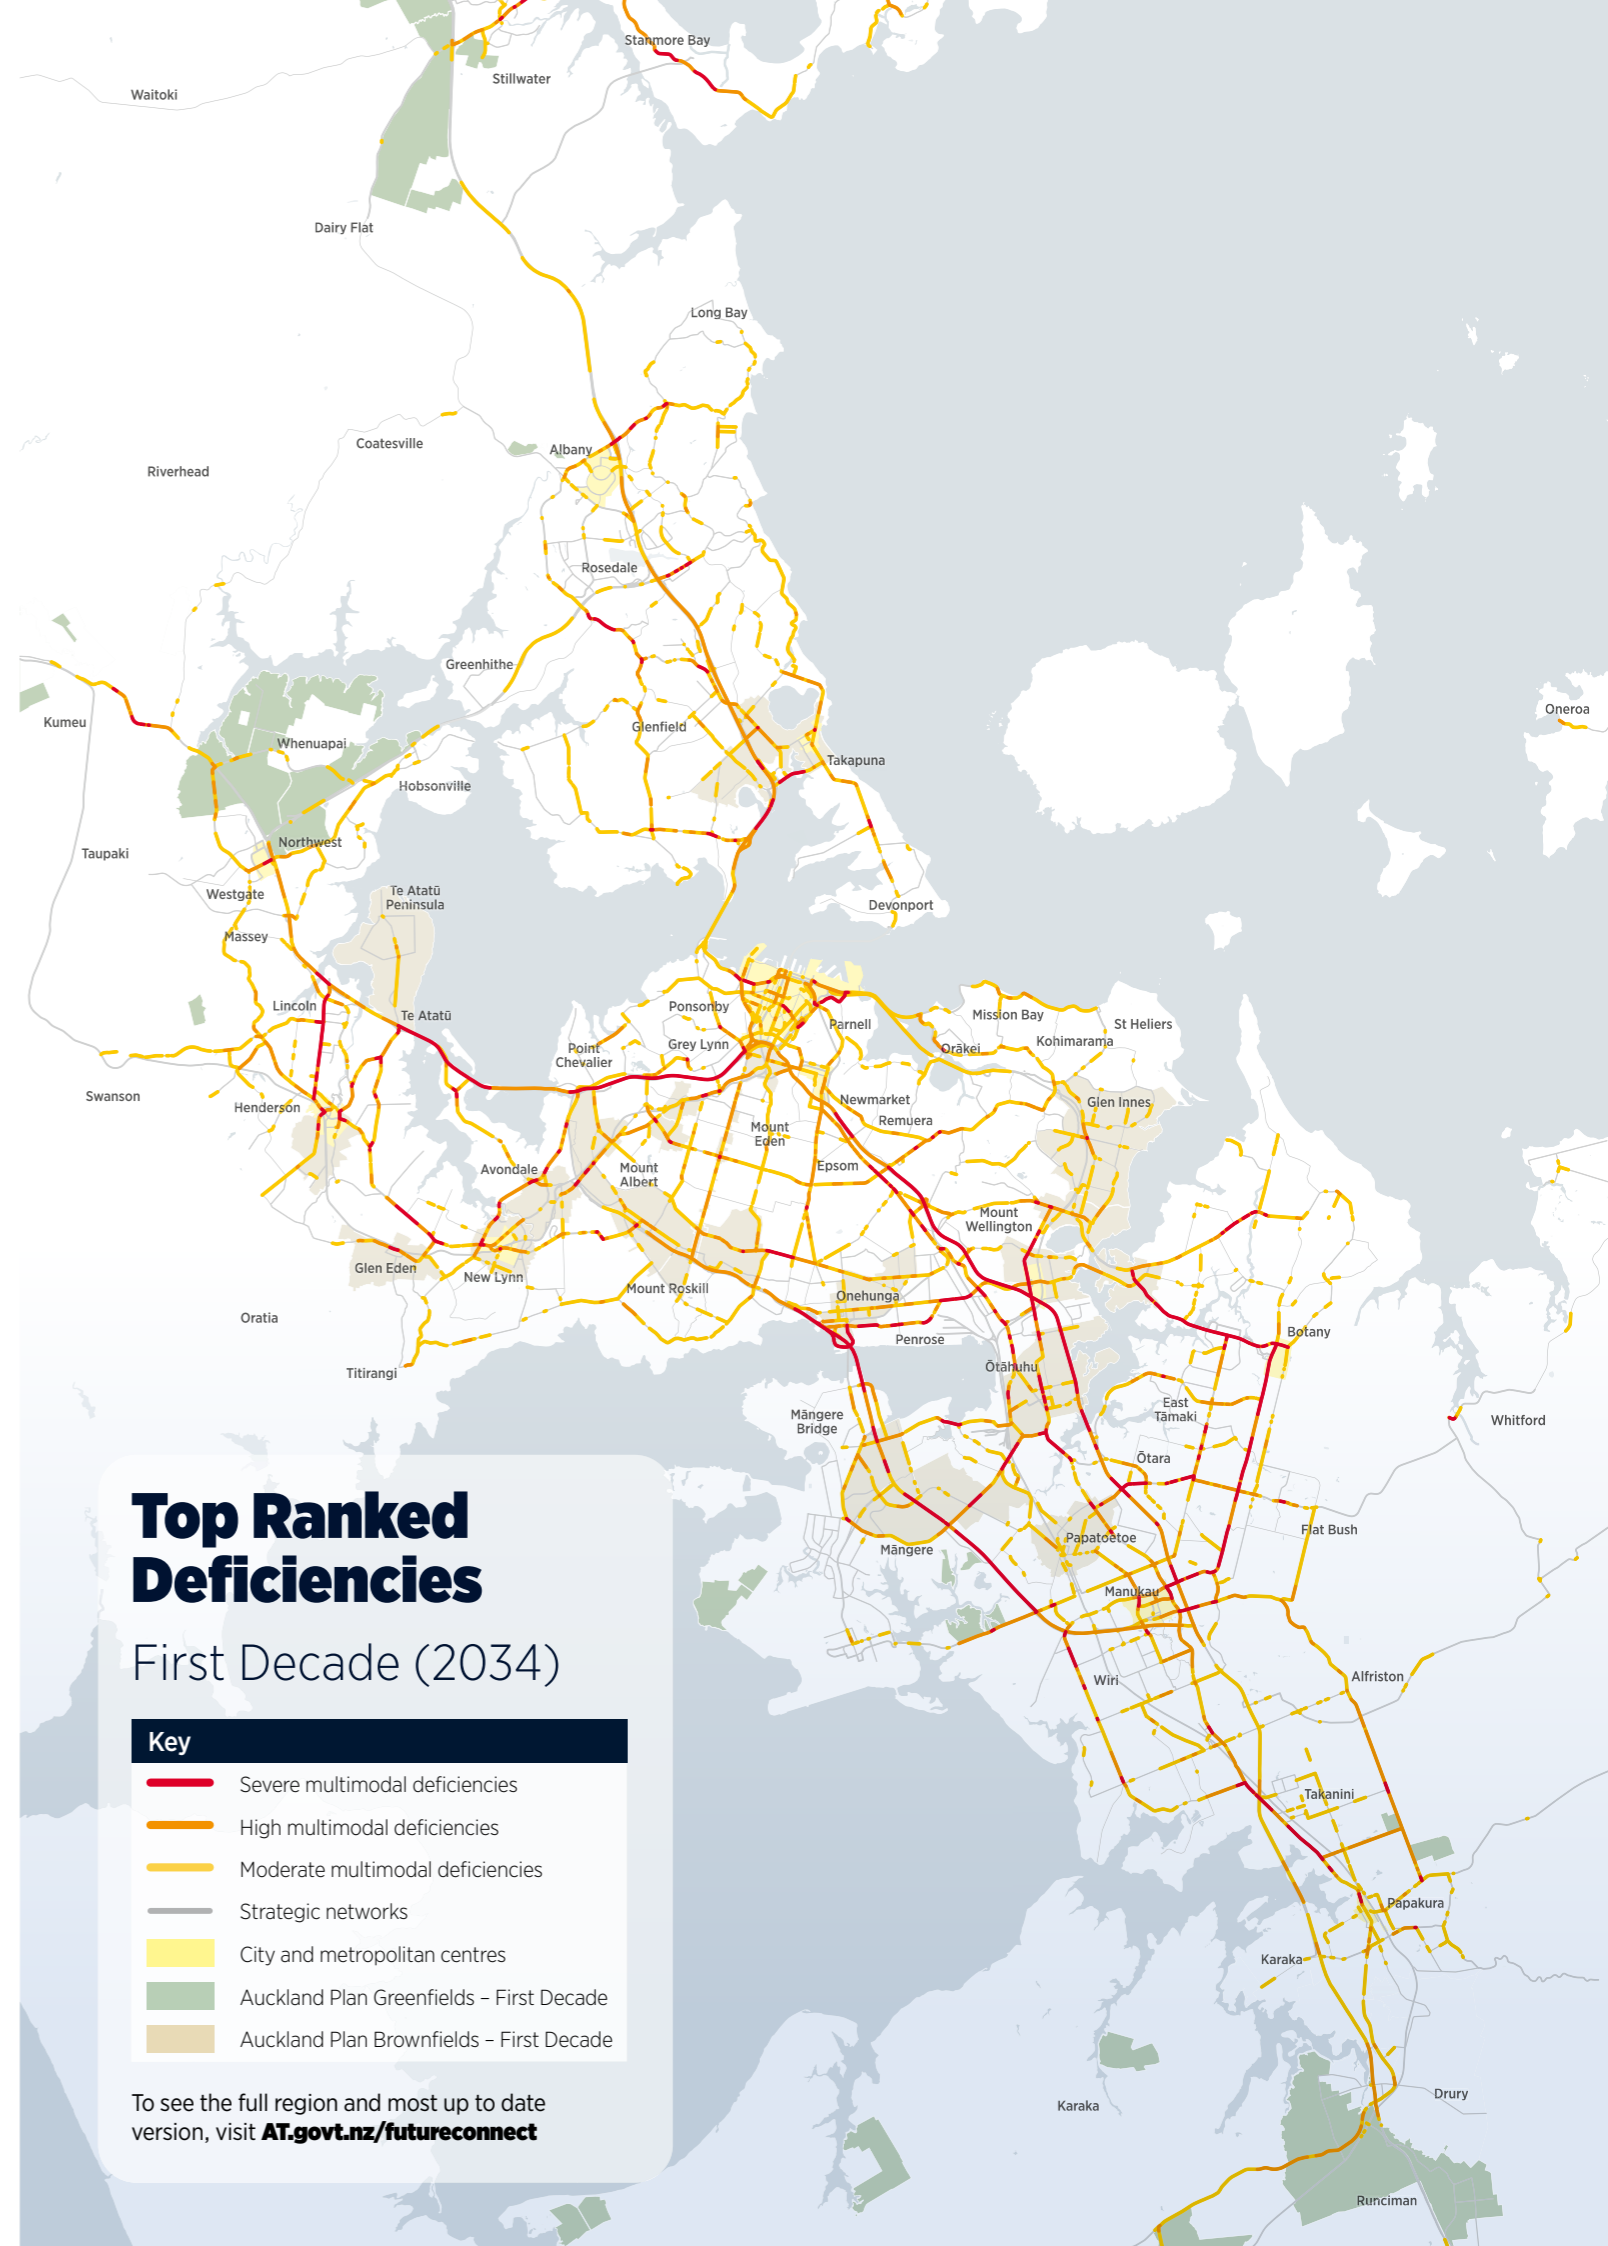 Stanmore Bay
Stillwater
Waitoki
Dairy Flat
Long Bay
Coatesville
Albany
Riverhead
Rosedale
Greenhithe
Oneroa
Kumeu
Glenfield
Whenuapai
Takapuna
Hobsonville
Northwest
Taupaki
Te Atatū
Peninsula
Westgate
Devonport
Massey
Lincoln
Ponsonby
Te Atatū
Mission Bay
Parnell
St Heliers
Grey Lynn
Point
Chevalier
Orākei
Kohimarama
Swanson
Henderson
Newmarket
Glen Innes
Remuera
Mount
Eden
Avondale
Mount
Albert
Epsom
Mount
Wellington
Glen Eden
New Lynn
Mount Roskill
Onehunga
Oratia
Penrose
Botany
Titirangi
Ōtāhuhu
East
Tāmaki
Māngere
Bridge
Whitford
Ōtara
Flat Bush
Papatoetoe
Māngere
Manukau
Wiri
Alfriston
Takanini
Papakura
Karaka
Drury
Karaka
Runciman
Top Ranked
Deficiencies
First Decade (2034)
Key
Severe multimodal deficiencies
High multimodal deficiencies
Moderate multimodal deficiencies
Strategic networks
City and metropolitan centres
Auckland Plan Greenfields – First Decade
Auckland Plan Brownfields – First Decade
To see the full region and most up to date
version, visit AT.govt.nz/futureconnect